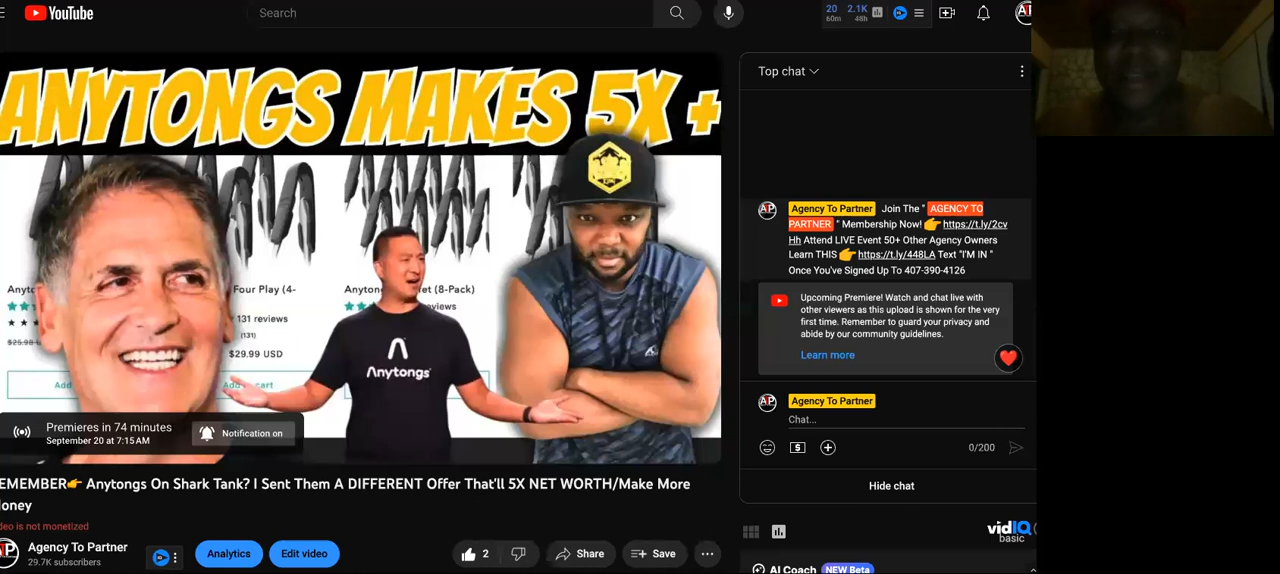 YouTube
Search
20 2.1K
60m 48h
ANYTONGS MAKES 5X +
Top chat
Agency To Partner Join The " AGENCY TO
PARTNER " Membership Now! 👉 https://t.ly/2cv
Hh Attend LIVE Event 50+ Other Agency Owners
Learn THIS 👉 https://t.ly/448LA Text "I'M IN "
Once You've Signed Up To 407-390-4126
Four Play (4-
(8-Pack)
131 reviews
(131)
$29.99 USD
Anytongs
Upcoming Premiere! Watch and chat live with
other viewers as this upload is shown for the very
first time. Remember to guard your privacy and
abide by our community guidelines.
Learn more
Premieres in 74 minutes
September 20 at 7:15 AM
Notification on
Agency To Partner
Chat...
0/200
Hide chat
EMEMBER👉 Anytongs On Shark Tank? I Sent Them A DIFFERENT Offer That'll 5X NET WORTH/Make More
oney
deo is not monetized
Agency To Partner
29.7K subscribers
Analytics
Edit video
2
Share
Save
vidIQ
basic
AI Coach NEW Beta